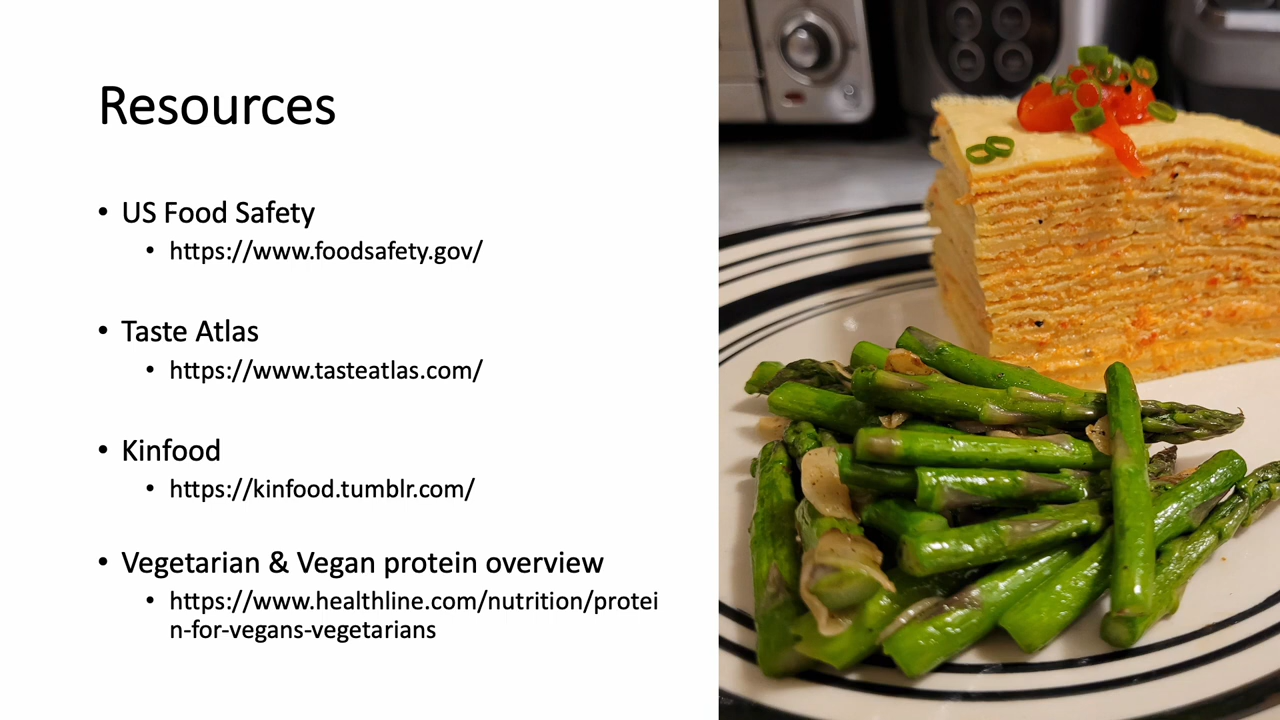 Resources
• US Food Safety
• https://www.foodsafety.gov/
• Taste Atlas
• https://www.tasteatlas.com/
• Kinfood
• https://kinfood.tumblr.com/
• Vegetarian & Vegan protein overview
• https://www.healthline.com/nutrition/protei
n-for-vegans-vegetarians